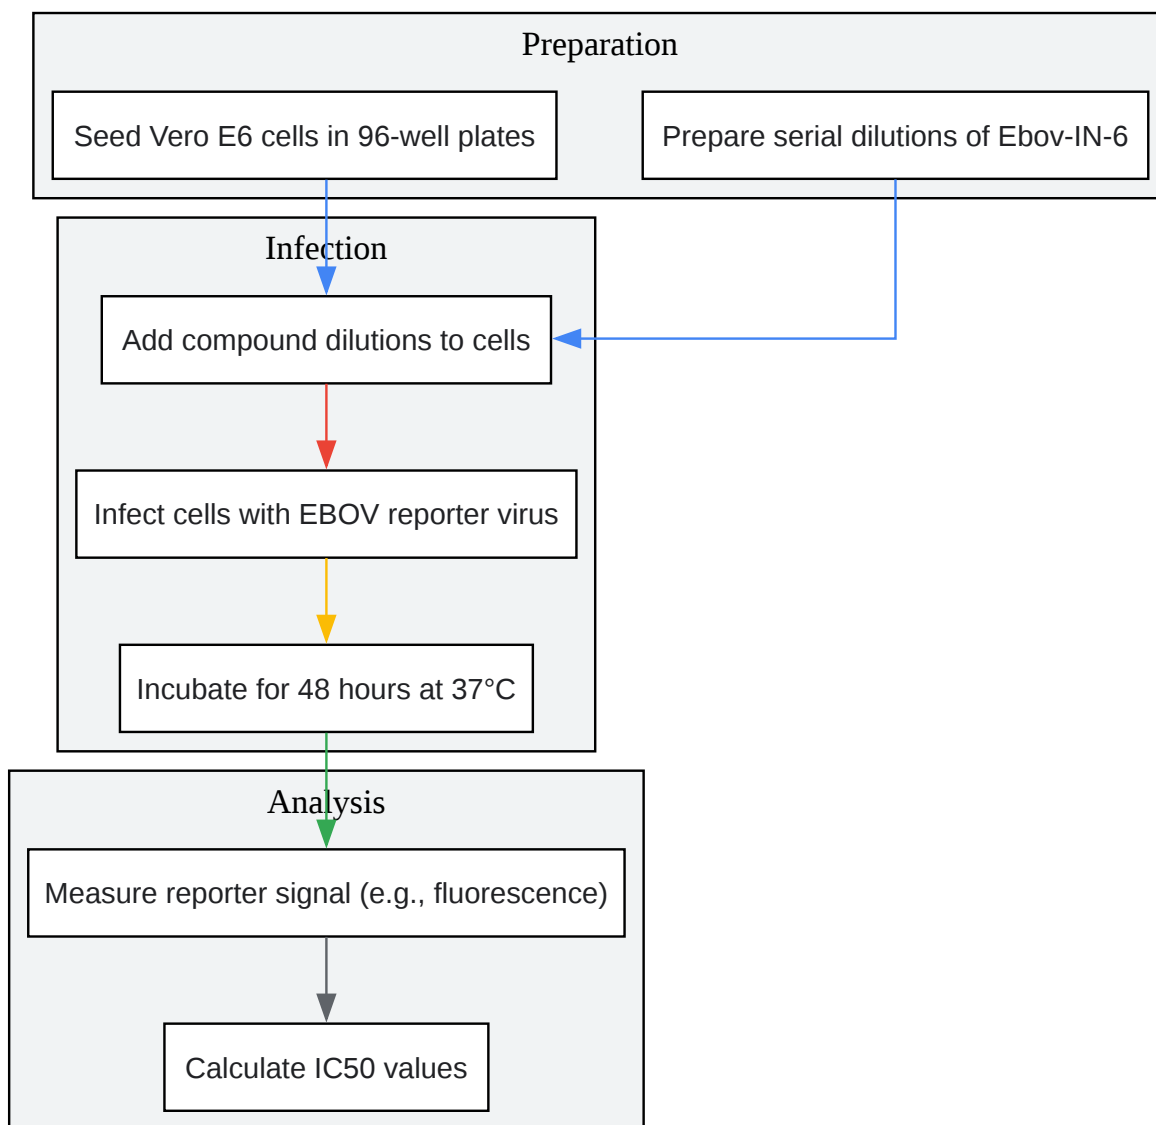 Preparation
Seed Vero E6 cells in 96-well plates
Prepare serial dilutions of Ebov-IN-6
Infection
Add compound dilutions to cells
Infect cells with EBOV reporter virus
Incubate for 48 hours at 37°C
Analysis
Measure reporter signal (e.g., fluorescence)
Calculate IC50 values